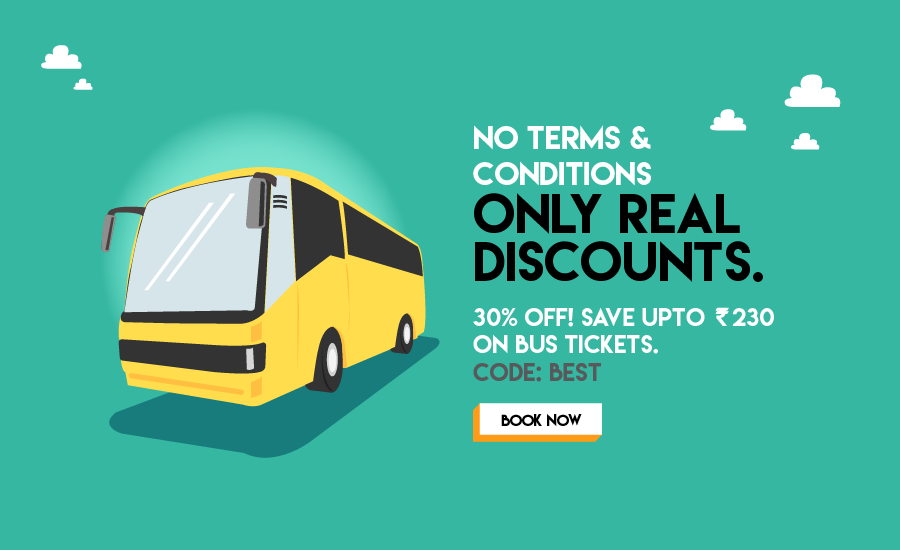 NO TERMS &
CONDITIONS
ONLY REAL
DISCOUNTS.
30% OFF! SAVE UPTO ₹230
ON BUS TICKETS.
CODE: BEST
BOOK NOW